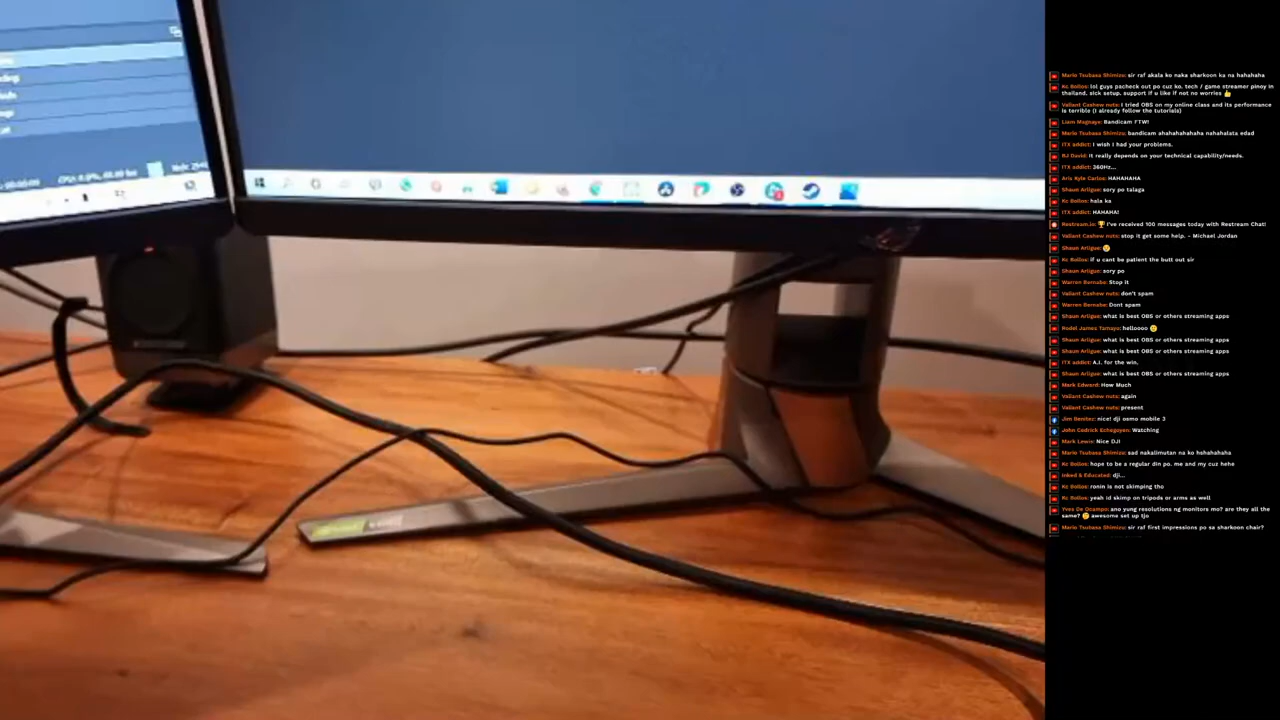 Mario Tsubasa Shimizu: sir raf akala ko naka sharkoon ka na hahahaha
Kc Bollos: lol guys pacheck out po cuz ko. tech / game streamer pinoy in
thailand. sick setup. support if u like if not no worries 👍
Valiant Cashew nuts: I tried OBS on my online class and its performance
is terrible (I already follow the tutorials)
Liam Magsaye: Bandicam FTW!
Mario Tsubasa Shimizu: bandicam ahahahahahaha nahahalata edad
ITX addict: I wish I had your problems.
RJ David: It really depends on your technical capability/needs.
ITX addict: 360Hz...
Aris Kyle Carlos: HAHAHAHA
Shaun Arligue: sory po talaga
Kc Bollos: hala ka
ITX addict: HAHAHA!
Restream.io: 🏆 I've received 100 messages today with Restream Chat!
Valiant Cashew nuts: stop it get some help. - Michael Jordan
Shaun Arligue: 😢
Kc Bollos: if u cant be patient the butt out sir
Shaun Arligue: sory po
Warren Bernabe: Stop it
Valiant Cashew nuts: don't spam
Warren Bernabe: Dont spam
Shaun Arligue: what is best OBS or others streaming apps
Rodel James Tamayo: helloooo
Shaun Arligue: what is best OBS or others streaming apps
Shaun Arligue: what is best OBS or others streaming apps
ITX addict: A.I. for the win.
Shaun Arligue: what is best OBS or others streaming apps
Mark Edward: How Much
Valiant Cashew nuts: again
Valiant Cashew nuts: present
Jim Benitez: nice! dji osmo mobile 3
John Cedrick Echeguyen: Watching
Mark Lewie: Nice DJI
Mario Tsubasa Shimizu: sad nakalimutan na ko hahahahaha
Kc Bollos: hope to be a regular din po. me and my cuz hehe
Inked & Educated: dji...
Kc Bollos: ronin is not skimping tho
Kc Bollos: yeah id skimp on tripods or arms as well
Yves De Ocampo: ano yung resolutions ng monitors mo? are they all the
same? awesome set up tjo
Mario Tsubasa Shimizu: sir raf first impressions po sa sharkoon chair?